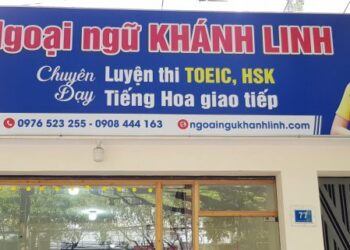 Ngoại ngữ KHÁNH LINH
Chuyên Dạy
Luyện thi TOEIC, HSK
Tiếng Hoa giao tiếp
0976 523 255 - 0908 444 163
ngoaingukhanhlinh.com
77